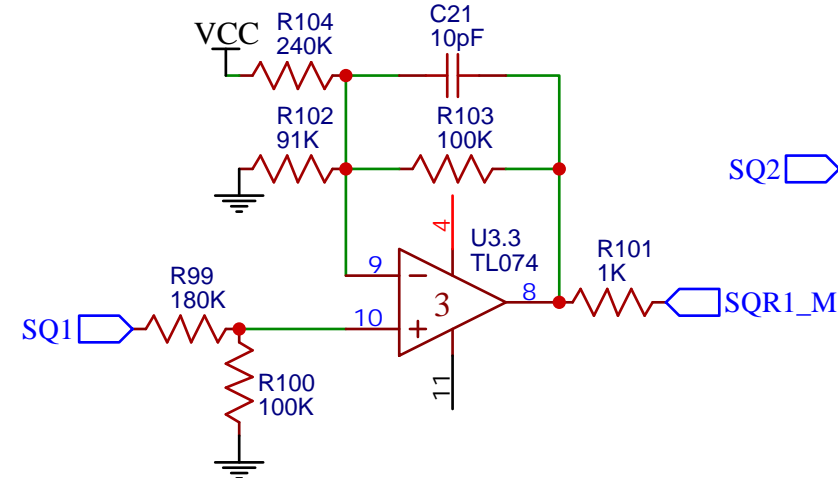 VCC
R104
240K
C21
10pF
R102
91K
R103
100K
SQ2
4
U3.3
TL074
9
3
8
10
11
R101
1K
SQR1_M
R99
180K
SQ1
R100
100K